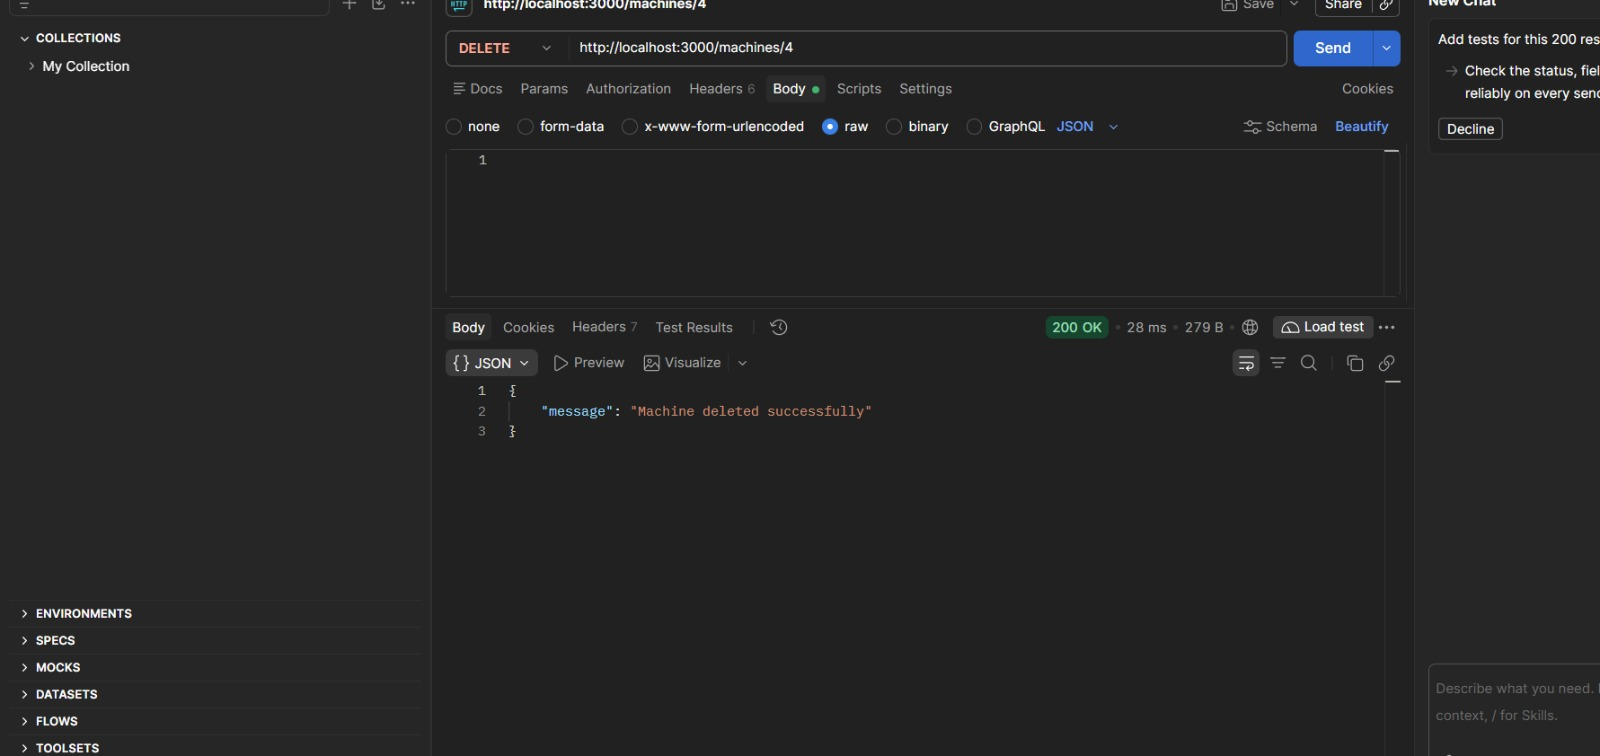 HTTP http://localhost:3000/machines/4 Save Share
New Chat
COLLECTIONS
My Collection
DELETE http://localhost:3000/machines/4 Send
Add tests for this 200 res
Check the status, fiel
reliably on every send
Decline
Docs Params Authorization Headers 6 Body Scripts Settings Cookies
none form-data x-www-form-urlencoded raw binary GraphQL JSON Schema Beautify
1
Body Cookies Headers 7 Test Results 200 OK 28 ms 279 B Load test
{ } JSON Preview Visualize
1 {
2 "message": "Machine deleted successfully"
3 }
ENVIRONMENTS
SPECS
MOCKS
DATASETS
FLOWS
TOOLSETS
Describe what you need.
context, / for Skills.